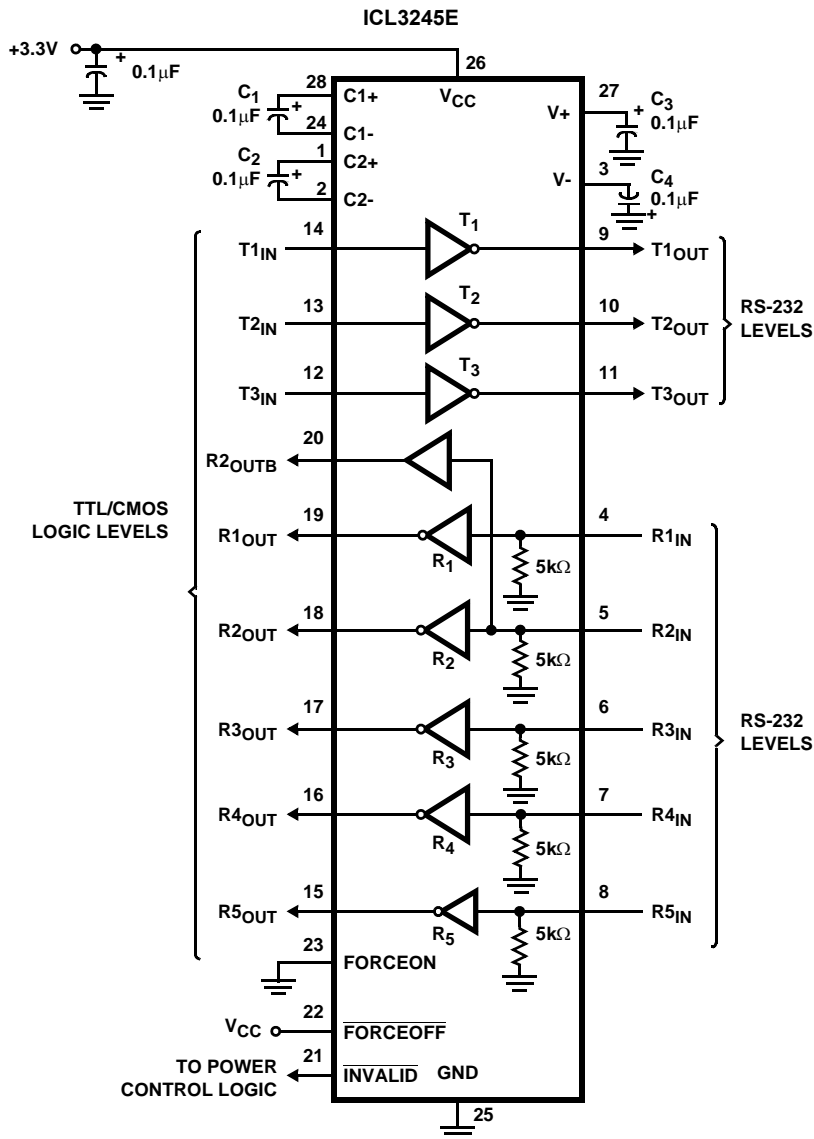 ICL3245E
+3.3V
+ 0.1μF
26
28
C1
0.1μF
+
C1+
VCC
27
V+
+
C3
0.1μF
24
C1-
1
C2
0.1μF
+
C2+
2
C2-
3
V-
C4
0.1μF
+
14
T1IN
T1
9
T1OUT
13
T2IN
T2
10
T2OUT
RS-232
LEVELS
12
T3IN
T3
11
T3OUT
20
R2OUTB
TTL/CMOS
LOGIC LEVELS
19
R1OUT
R1
5kΩ
4
R1IN
18
R2OUT
R2
5kΩ
5
R2IN
17
R3OUT
R3
5kΩ
6
R3IN
RS-232
LEVELS
16
R4OUT
R4
5kΩ
7
R4IN
15
R5OUT
R5
5kΩ
8
R5IN
23
FORCEON
22
VCC
FORCEOFF
21
TO POWER
CONTROL LOGIC
INVALID
GND
25